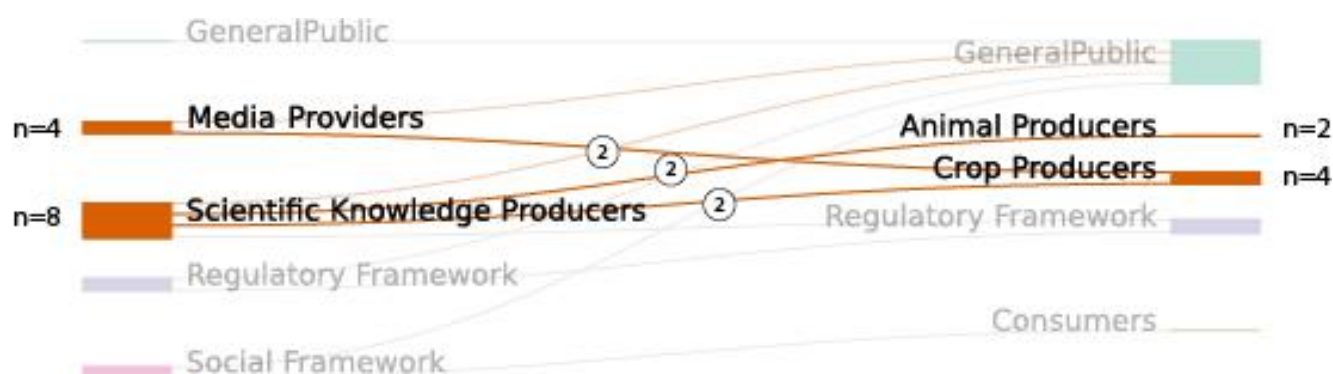 GeneralPublic
GeneralPublic
n=4 Media Providers
Animal Producers n=2
2
2
Crop Producers n=4
2
n=8 Scientific Knowledge Producers
Regulatory Framework
Regulatory Framework
Consumers
Social Framework